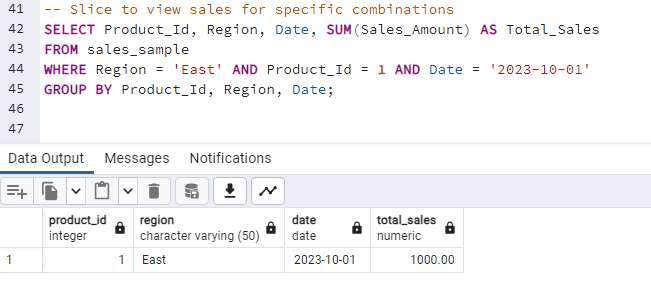 41 -- Slice to view sales for specific combinations
42 SELECT Product_Id, Region, Date, SUM(Sales_Amount) AS Total_Sales
43 FROM sales_sample
44 WHERE Region = 'East' AND Product_Id = 1 AND Date = '2023-10-01'
45 GROUP BY Product_Id, Region, Date;
46
47
Data Output Messages Notifications
product_id region date total_sales
integer character varying (50) date numeric
1 1 East 2023-10-01 1000.00